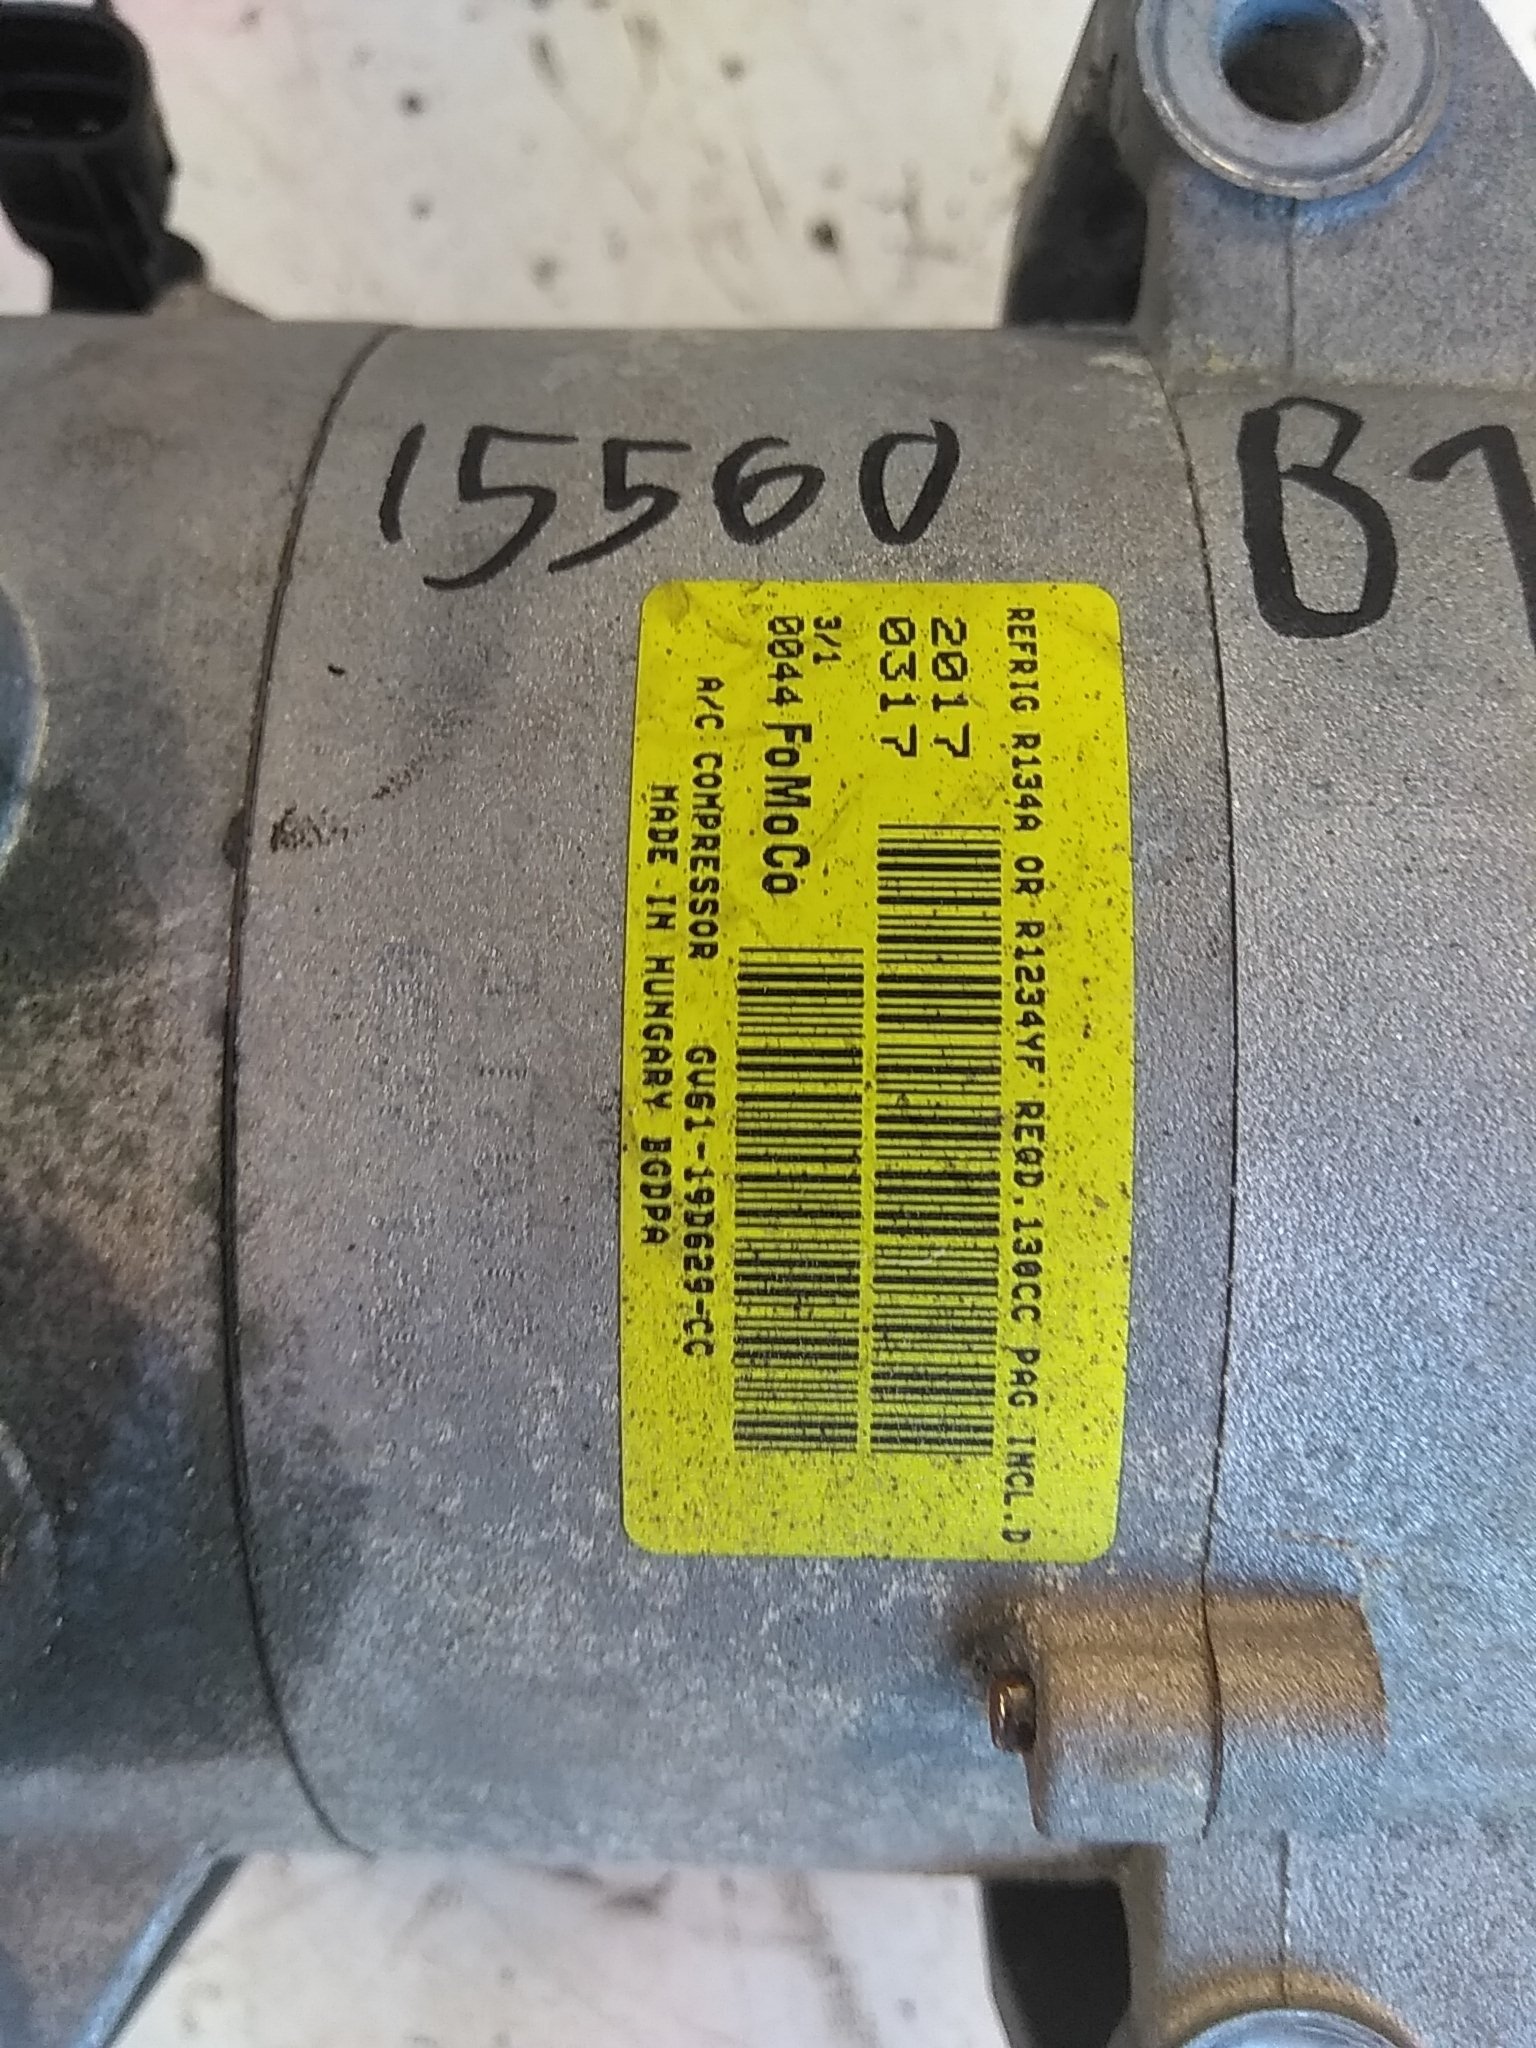 15560
B1
REFRIG R134A OR R1234YF REQD,130CC PAG INCL.D
2017
0317
3/1
0044 FoMoCo
A/C COMPRESSOR GV61-19D629-CC
MADE IN HUNGARY BGDPA